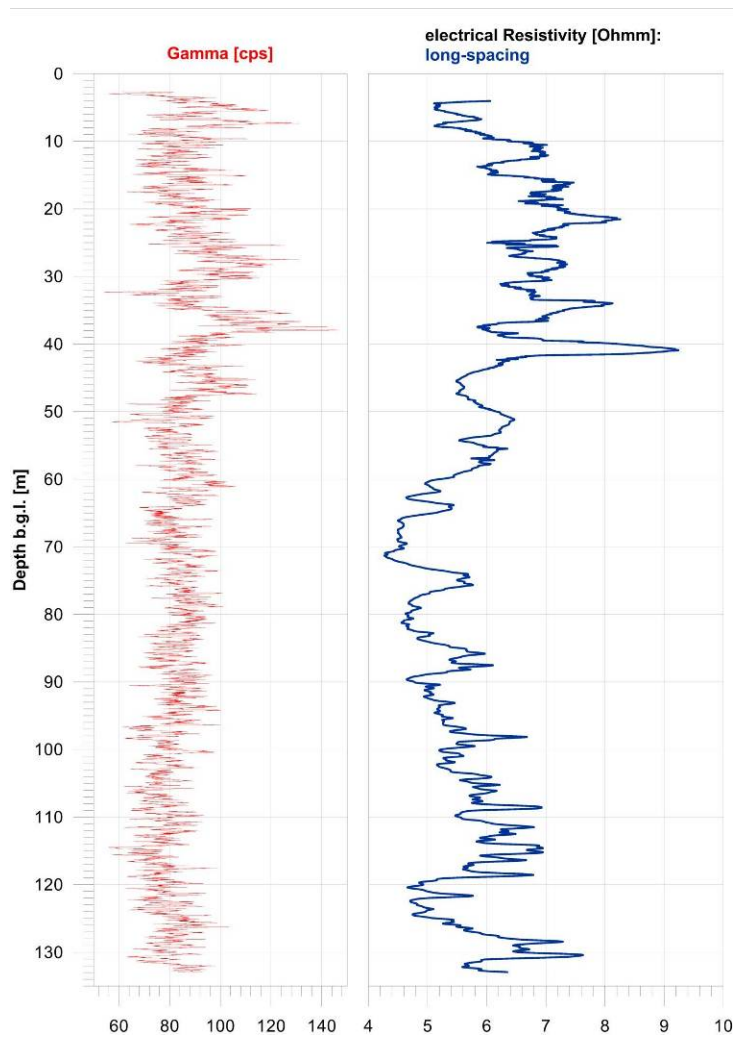 electrical Resistivity [Ohmm]:
Gamma [cps]
long-spacing
0
10
20
30
40
50
60
70
80
90
100
110
120
130
Depth b.g.l. [m]
60 80 100 120 140
4 5 6 7 8 9 10